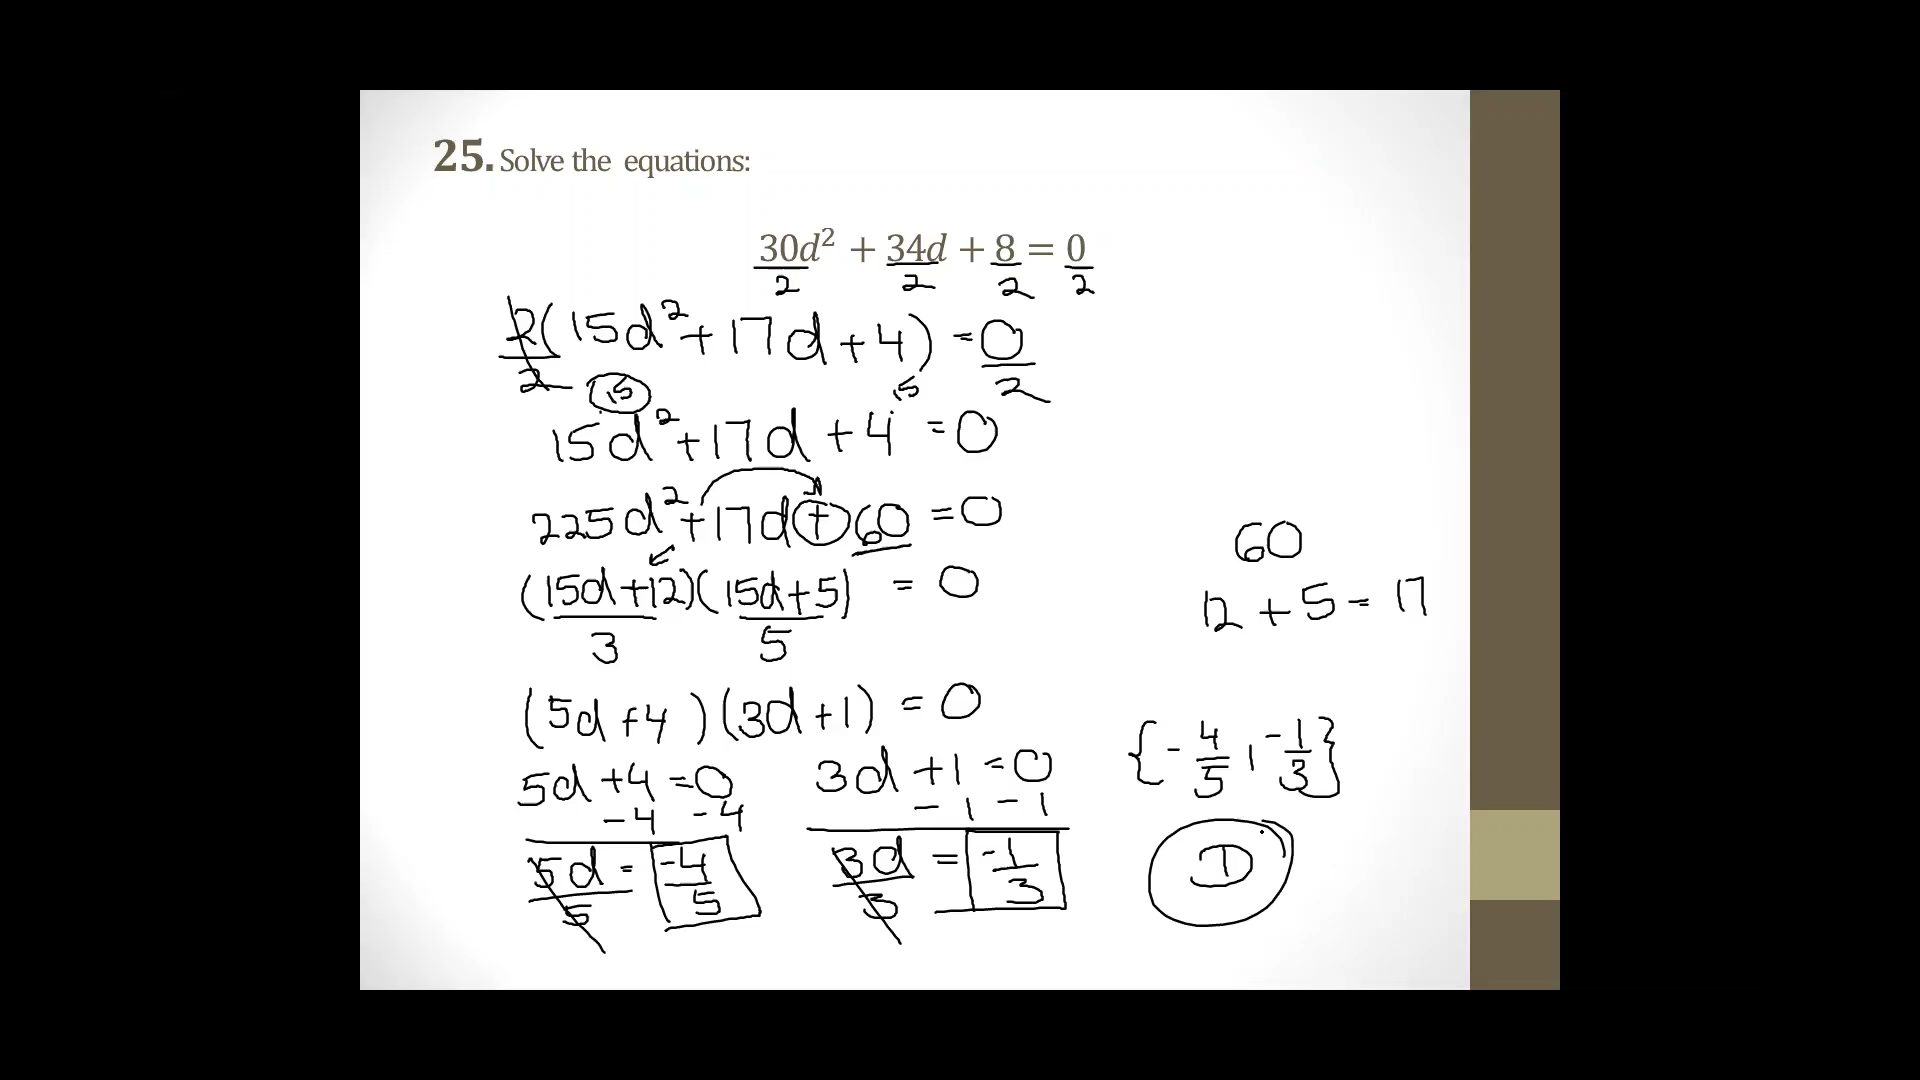 25. Solve the equations:
30d² + 34d + 8 = 0
2 2 2 2
2(15d² + 17d + 4) = 0
2 2
15 15
15d² + 17d + 4 = 0
225d² + 17d + 60 = 0
60
(15d + 12)(15d + 5) = 0
3 5
12 + 5 = 17
(5d + 4)(3d + 1) = 0
{-4/5, -1/3}
5d + 4 = 0 3d + 1 = 0
-4 -4 -1 -1
5d/5 = -4/5 3d/3 = -1/3
D